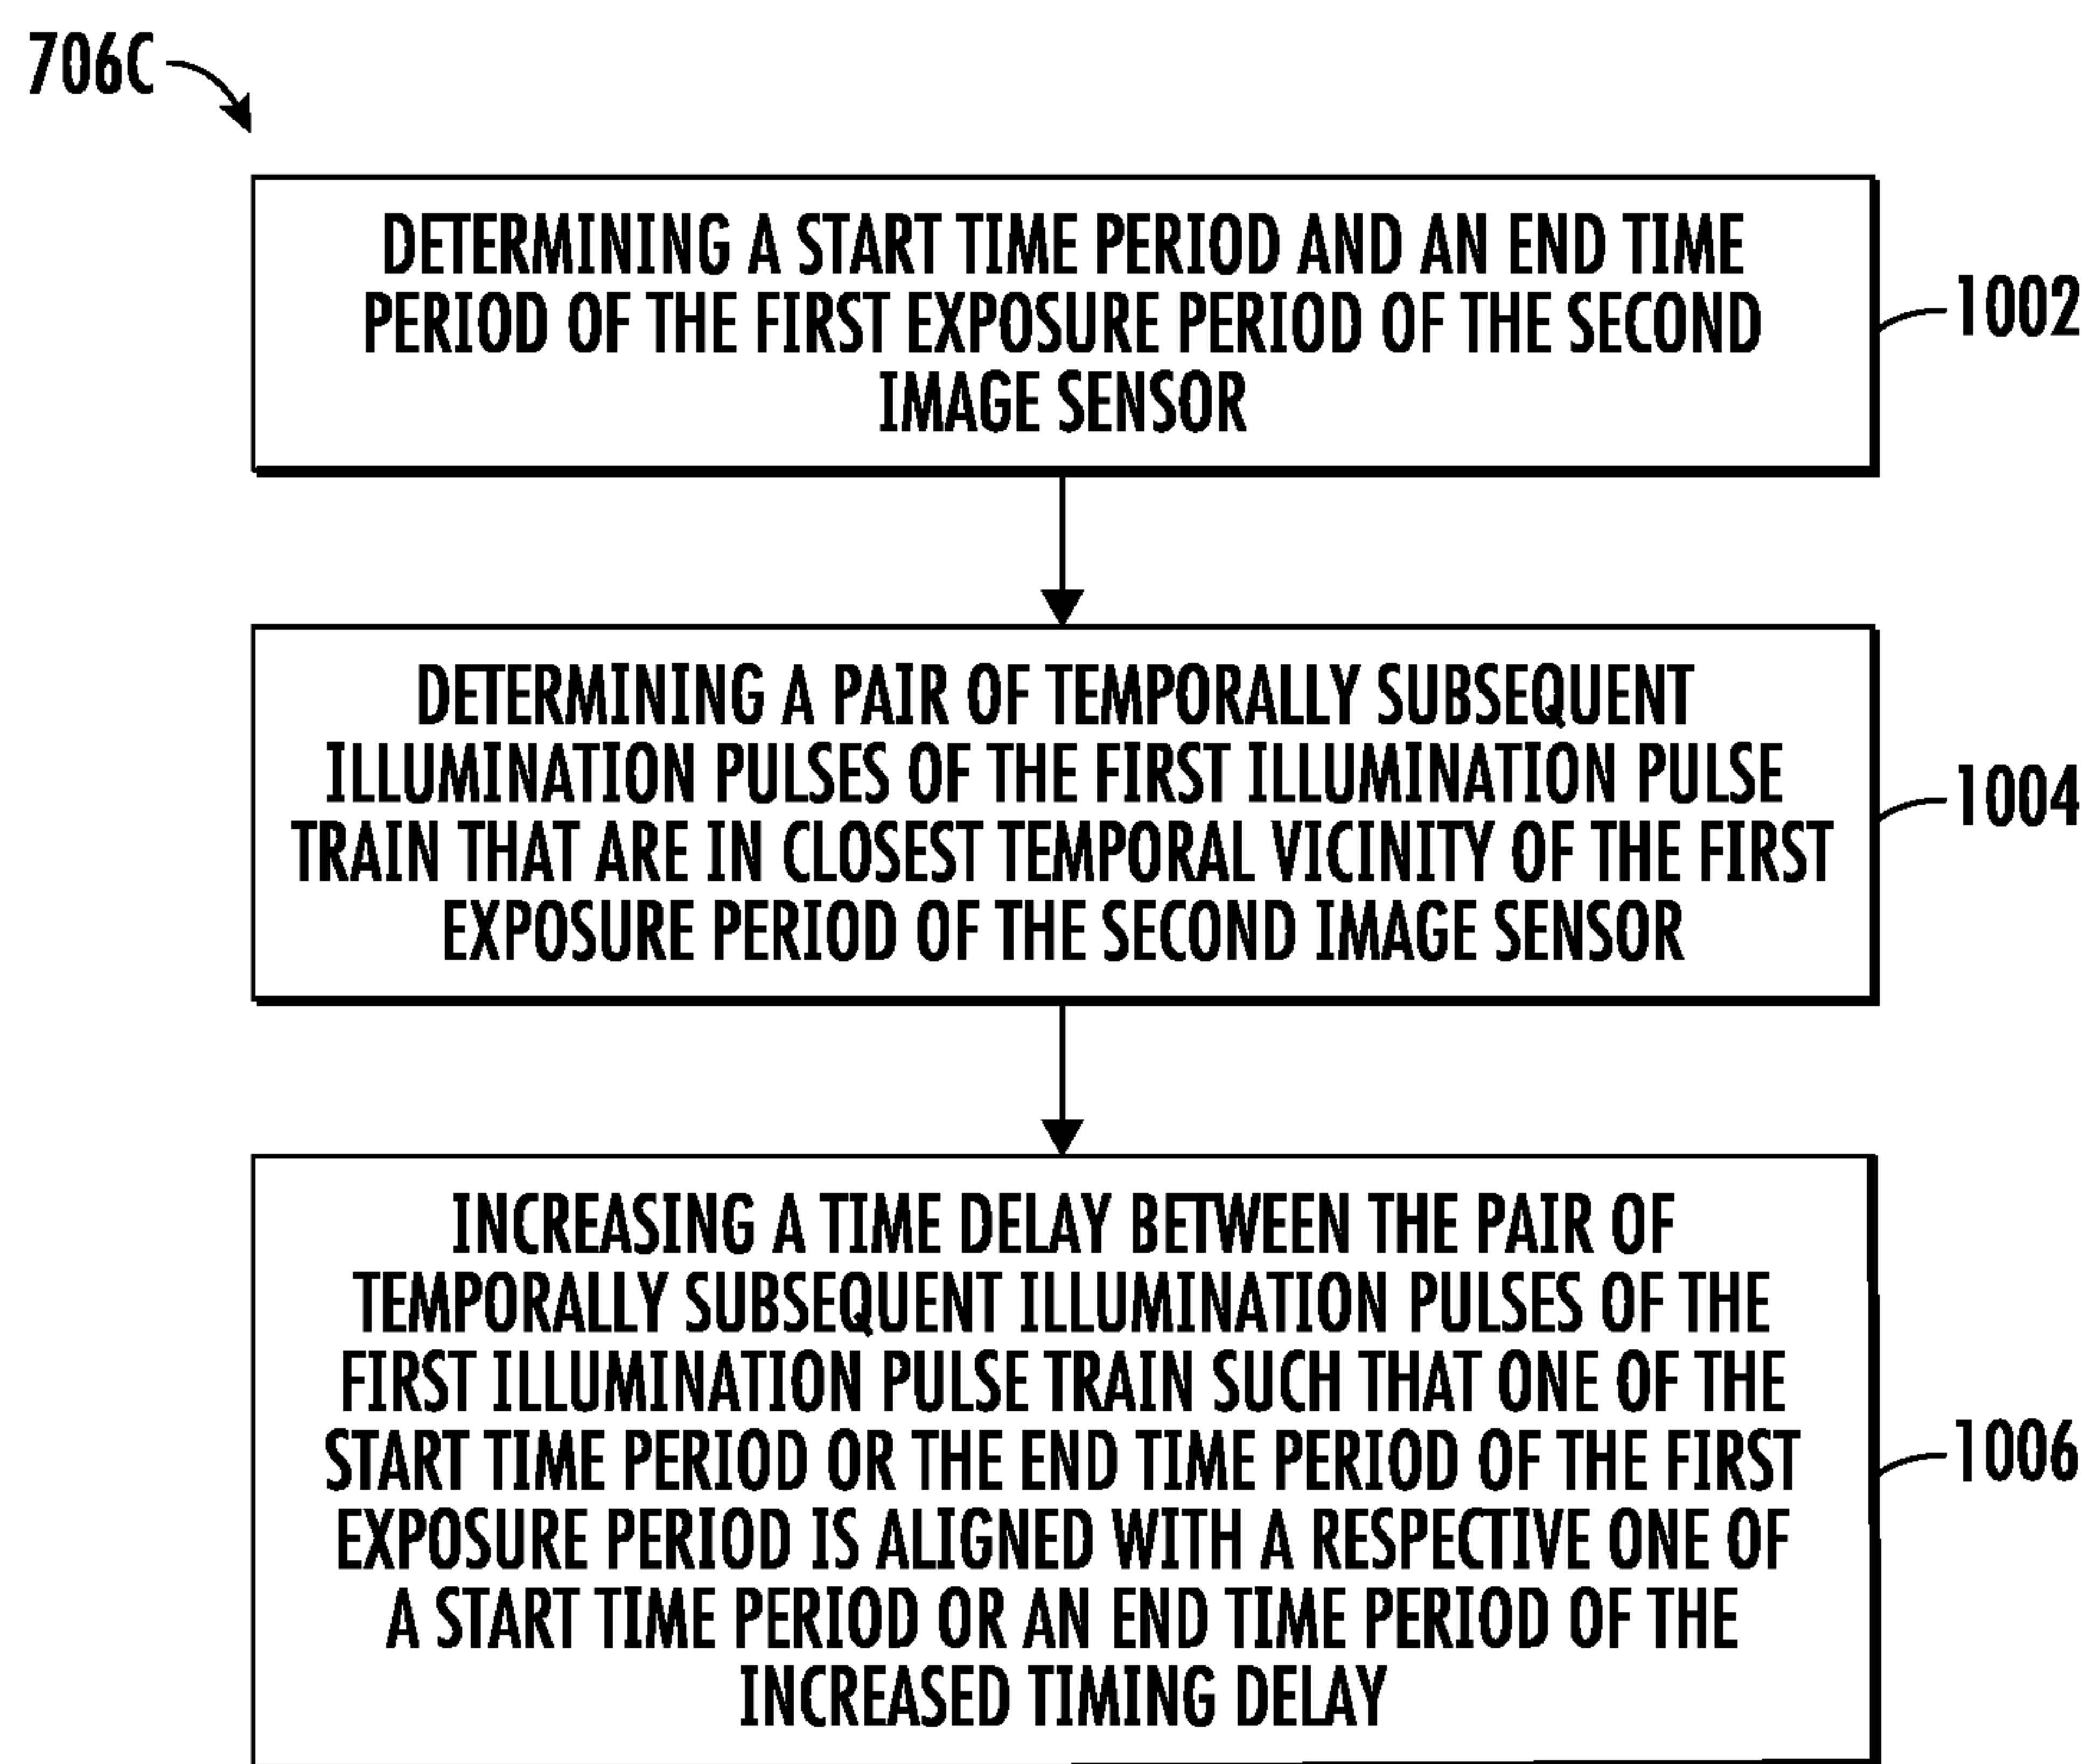 706C
DETERMINING A START TIME PERIOD AND AN END TIME
PERIOD OF THE FIRST EXPOSURE PERIOD OF THE SECOND
IMAGE SENSOR
1002
DETERMINING A PAIR OF TEMPORALLY SUBSEQUENT
ILLUMINATION PULSES OF THE FIRST ILLUMINATION PULSE
TRAIN THAT ARE IN CLOSEST TEMPORAL VICINITY OF THE FIRST
EXPOSURE PERIOD OF THE SECOND IMAGE SENSOR
1004
INCREASING A TIME DELAY BETWEEN THE PAIR OF
TEMPORALLY SUBSEQUENT ILLUMINATION PULSES OF THE
FIRST ILLUMINATION PULSE TRAIN SUCH THAT ONE OF THE
START TIME PERIOD OR THE END TIME PERIOD OF THE FIRST
EXPOSURE PERIOD IS ALIGNED WITH A RESPECTIVE ONE OF
A START TIME PERIOD OR AN END TIME PERIOD OF THE
INCREASED TIMING DELAY
1006